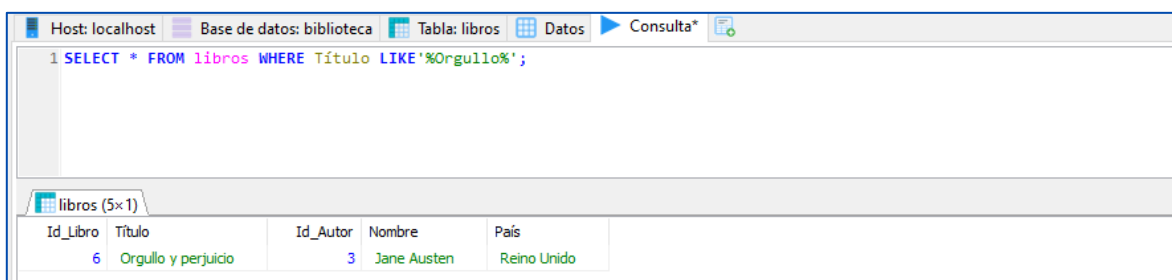 Host: localhost Base de datos: biblioteca Tabla: libros Datos Consulta*
1 SELECT * FROM libros WHERE Título LIKE'%Orgullo%';
libros (5×1)
Id_Libro Título Id_Autor Nombre País
6 Orgullo y perjuicio 3 Jane Austen Reino Unido